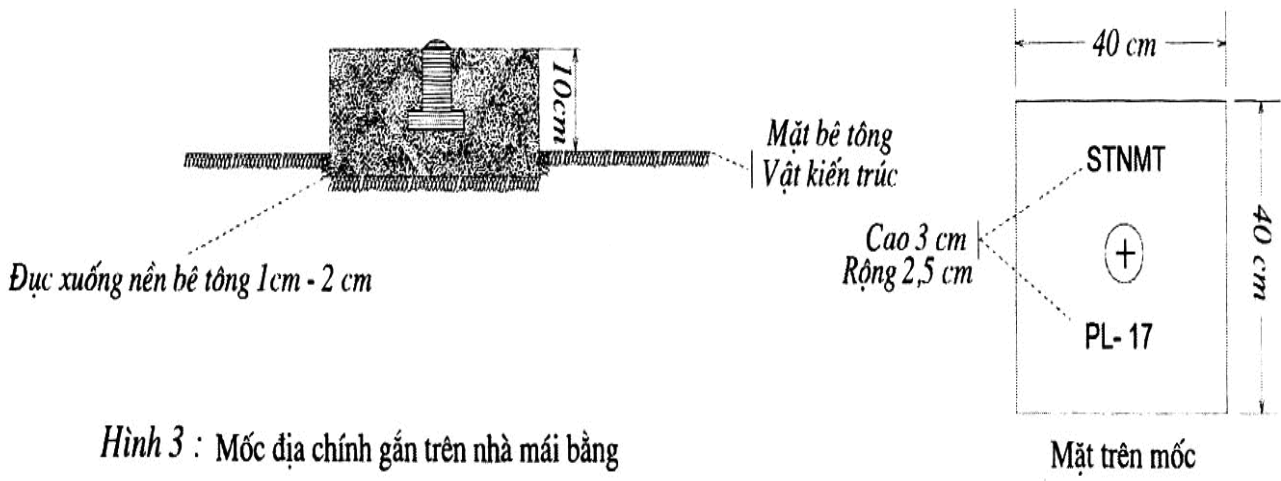 10cm
Mặt bê tông
Vật kiến trúc
Đục xuống nền bê tông 1cm - 2 cm
40 cm
STNMT
Cao 3 cm
Rộng 2,5 cm
40 cm
PL- 17
Hình 3 : Mốc địa chính gắn trên nhà mái bằng
Mặt trên mốc